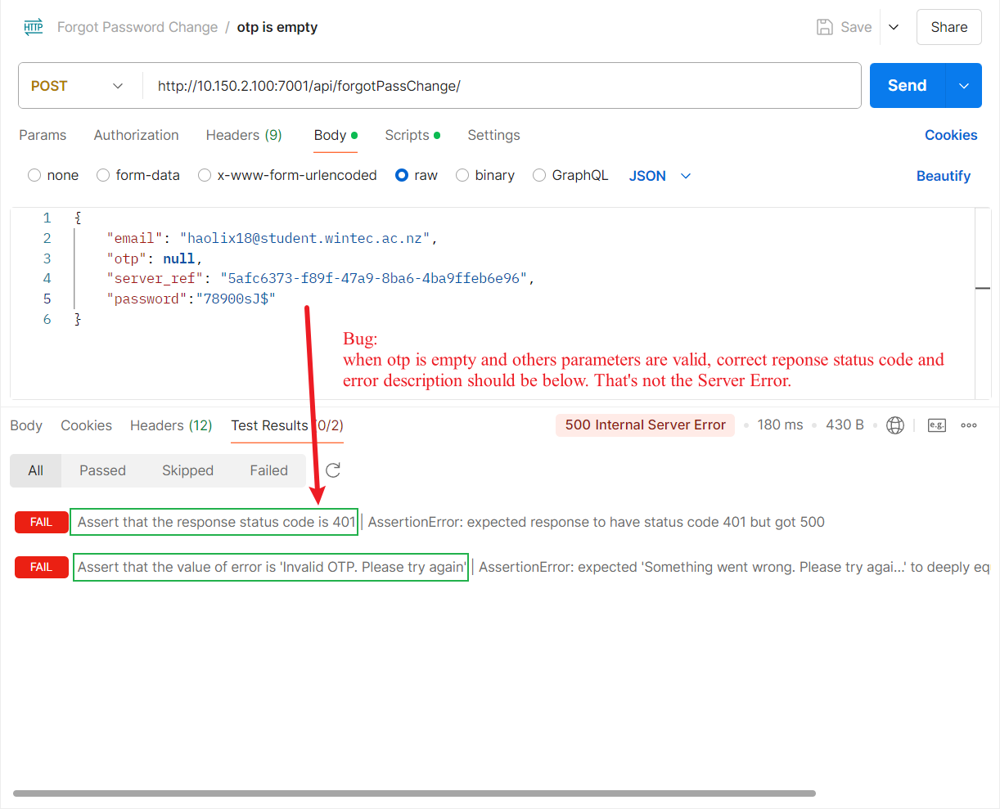 HTTP Forgot Password Change / otp is empty Save Share
POST http://10.150.2.100:7001/api/forgotPassChange/ Send
Params Authorization Headers (9) Body Scripts Settings Cookies
none form-data x-www-form-urlencoded raw binary GraphQL JSON Beautify
1 {
2 "email": "haolix18@student.wintec.ac.nz",
3 "otp": null,
4 "server_ref": "5afc6373-f89f-47a9-8ba6-4ba9ffeb6e96",
5 "password":"78900sJ$"
6 }
Bug:
when otp is empty and others parameters are valid, correct reponse status code and
error description should be below. That's not the Server Error.
Body Cookies Headers (12) Test Results (0/2) 500 Internal Server Error 180 ms 430 B e.g.
All Passed Skipped Failed
FAIL Assert that the response status code is 401 | AssertionError: expected response to have status code 401 but got 500
FAIL Assert that the value of error is 'Invalid OTP. Please try again' | AssertionError: expected 'Something went wrong. Please try agai...' to deeply eq